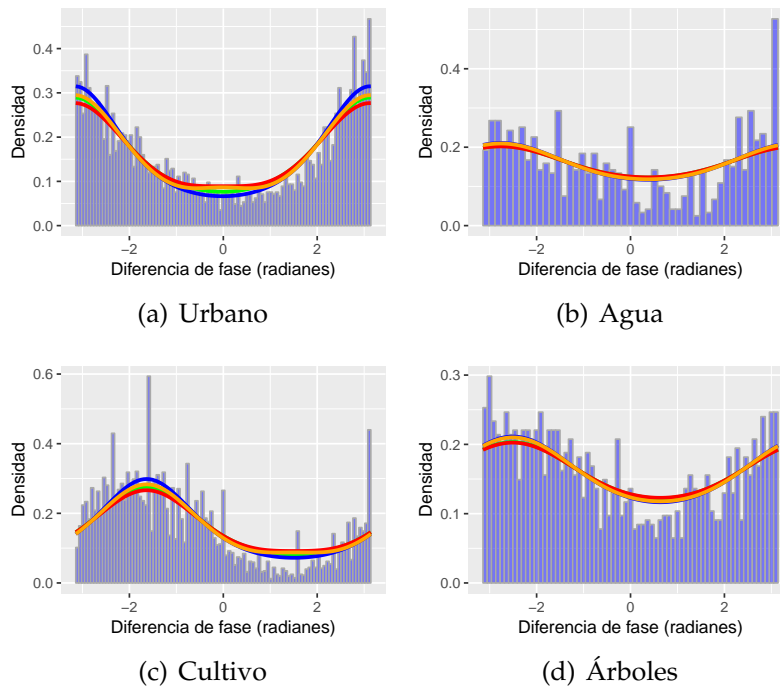 0.4
0.3
0.2
0.1
0.0
Densidad
−2
0
2
Diferencia de fase (radianes)
(a) Urbano
0.4
0.2
0.0
Densidad
−2
0
2
Diferencia de fase (radianes)
(b) Agua
0.6
0.4
0.2
0.0
Densidad
−2
0
2
Diferencia de fase (radianes)
(c) Cultivo
0.3
0.2
0.1
0.0
Densidad
−2
0
2
Diferencia de fase (radianes)
(d) Árboles